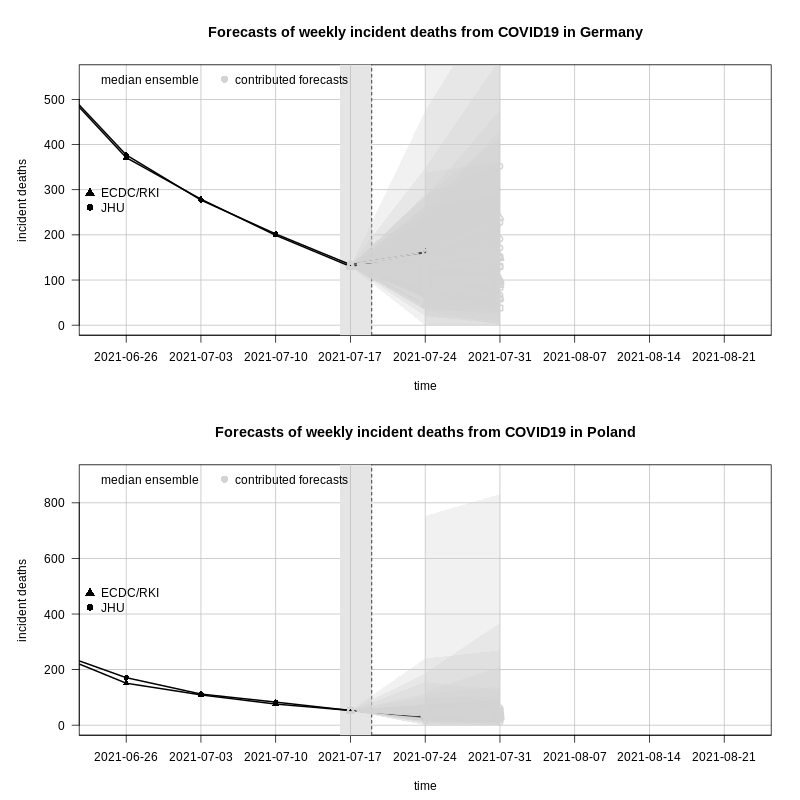 Forecasts of weekly incident deaths from COVID19 in Germany
median ensemble contributed forecasts
500
400
300
200
100
0
incident deaths
ECDC/RKI
JHU
2021-06-26 2021-07-03 2021-07-10 2021-07-17 2021-07-24 2021-07-31 2021-08-07 2021-08-14 2021-08-21
time
Forecasts of weekly incident deaths from COVID19 in Poland
median ensemble contributed forecasts
800
600
400
200
0
incident deaths
ECDC/RKI
JHU
2021-06-26 2021-07-03 2021-07-10 2021-07-17 2021-07-24 2021-07-31 2021-08-07 2021-08-14 2021-08-21
time